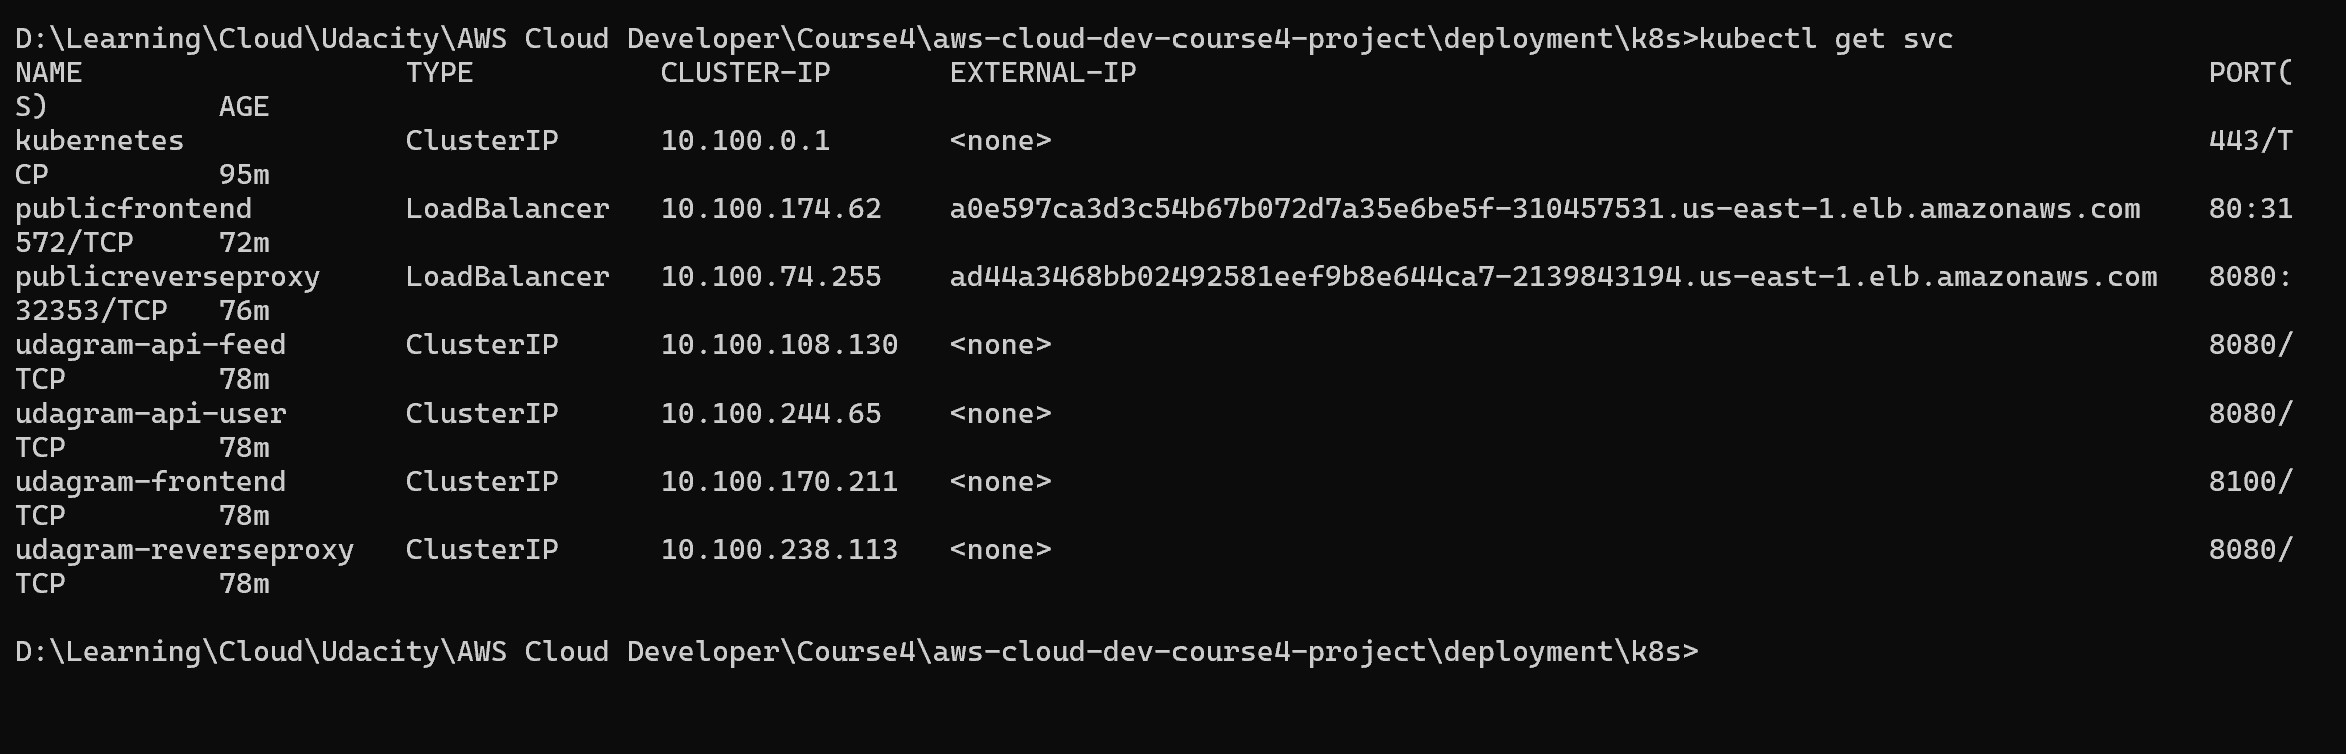 D:\Learning\Cloud\Udacity\AWS Cloud Developer\Course4\aws-cloud-dev-course4-project\deployment\k8s>kubectl get svc
NAME                   TYPE           CLUSTER-IP       EXTERNAL-IP                                                               PORT(
S)          AGE
kubernetes             ClusterIP      10.100.0.1       <none>                                                                    443/T
CP          95m
publicfrontend         LoadBalancer   10.100.174.62    a0e597ca3d3c54b67b072d7a35e6be5f-310457531.us-east-1.elb.amazonaws.com    80:31
572/TCP     72m
publicreverseproxy     LoadBalancer   10.100.74.255    ad44a3468bb02492581eef9b8e644ca7-2139843194.us-east-1.elb.amazonaws.com   8080:
32353/TCP   76m
udagram-api-feed       ClusterIP      10.100.108.130   <none>                                                                    8080/
TCP         78m
udagram-api-user       ClusterIP      10.100.244.65    <none>                                                                    8080/
TCP         78m
udagram-frontend       ClusterIP      10.100.170.211   <none>                                                                    8100/
TCP         78m
udagram-reverseproxy   ClusterIP      10.100.238.113   <none>                                                                    8080/
TCP         78m
D:\Learning\Cloud\Udacity\AWS Cloud Developer\Course4\aws-cloud-dev-course4-project\deployment\k8s>